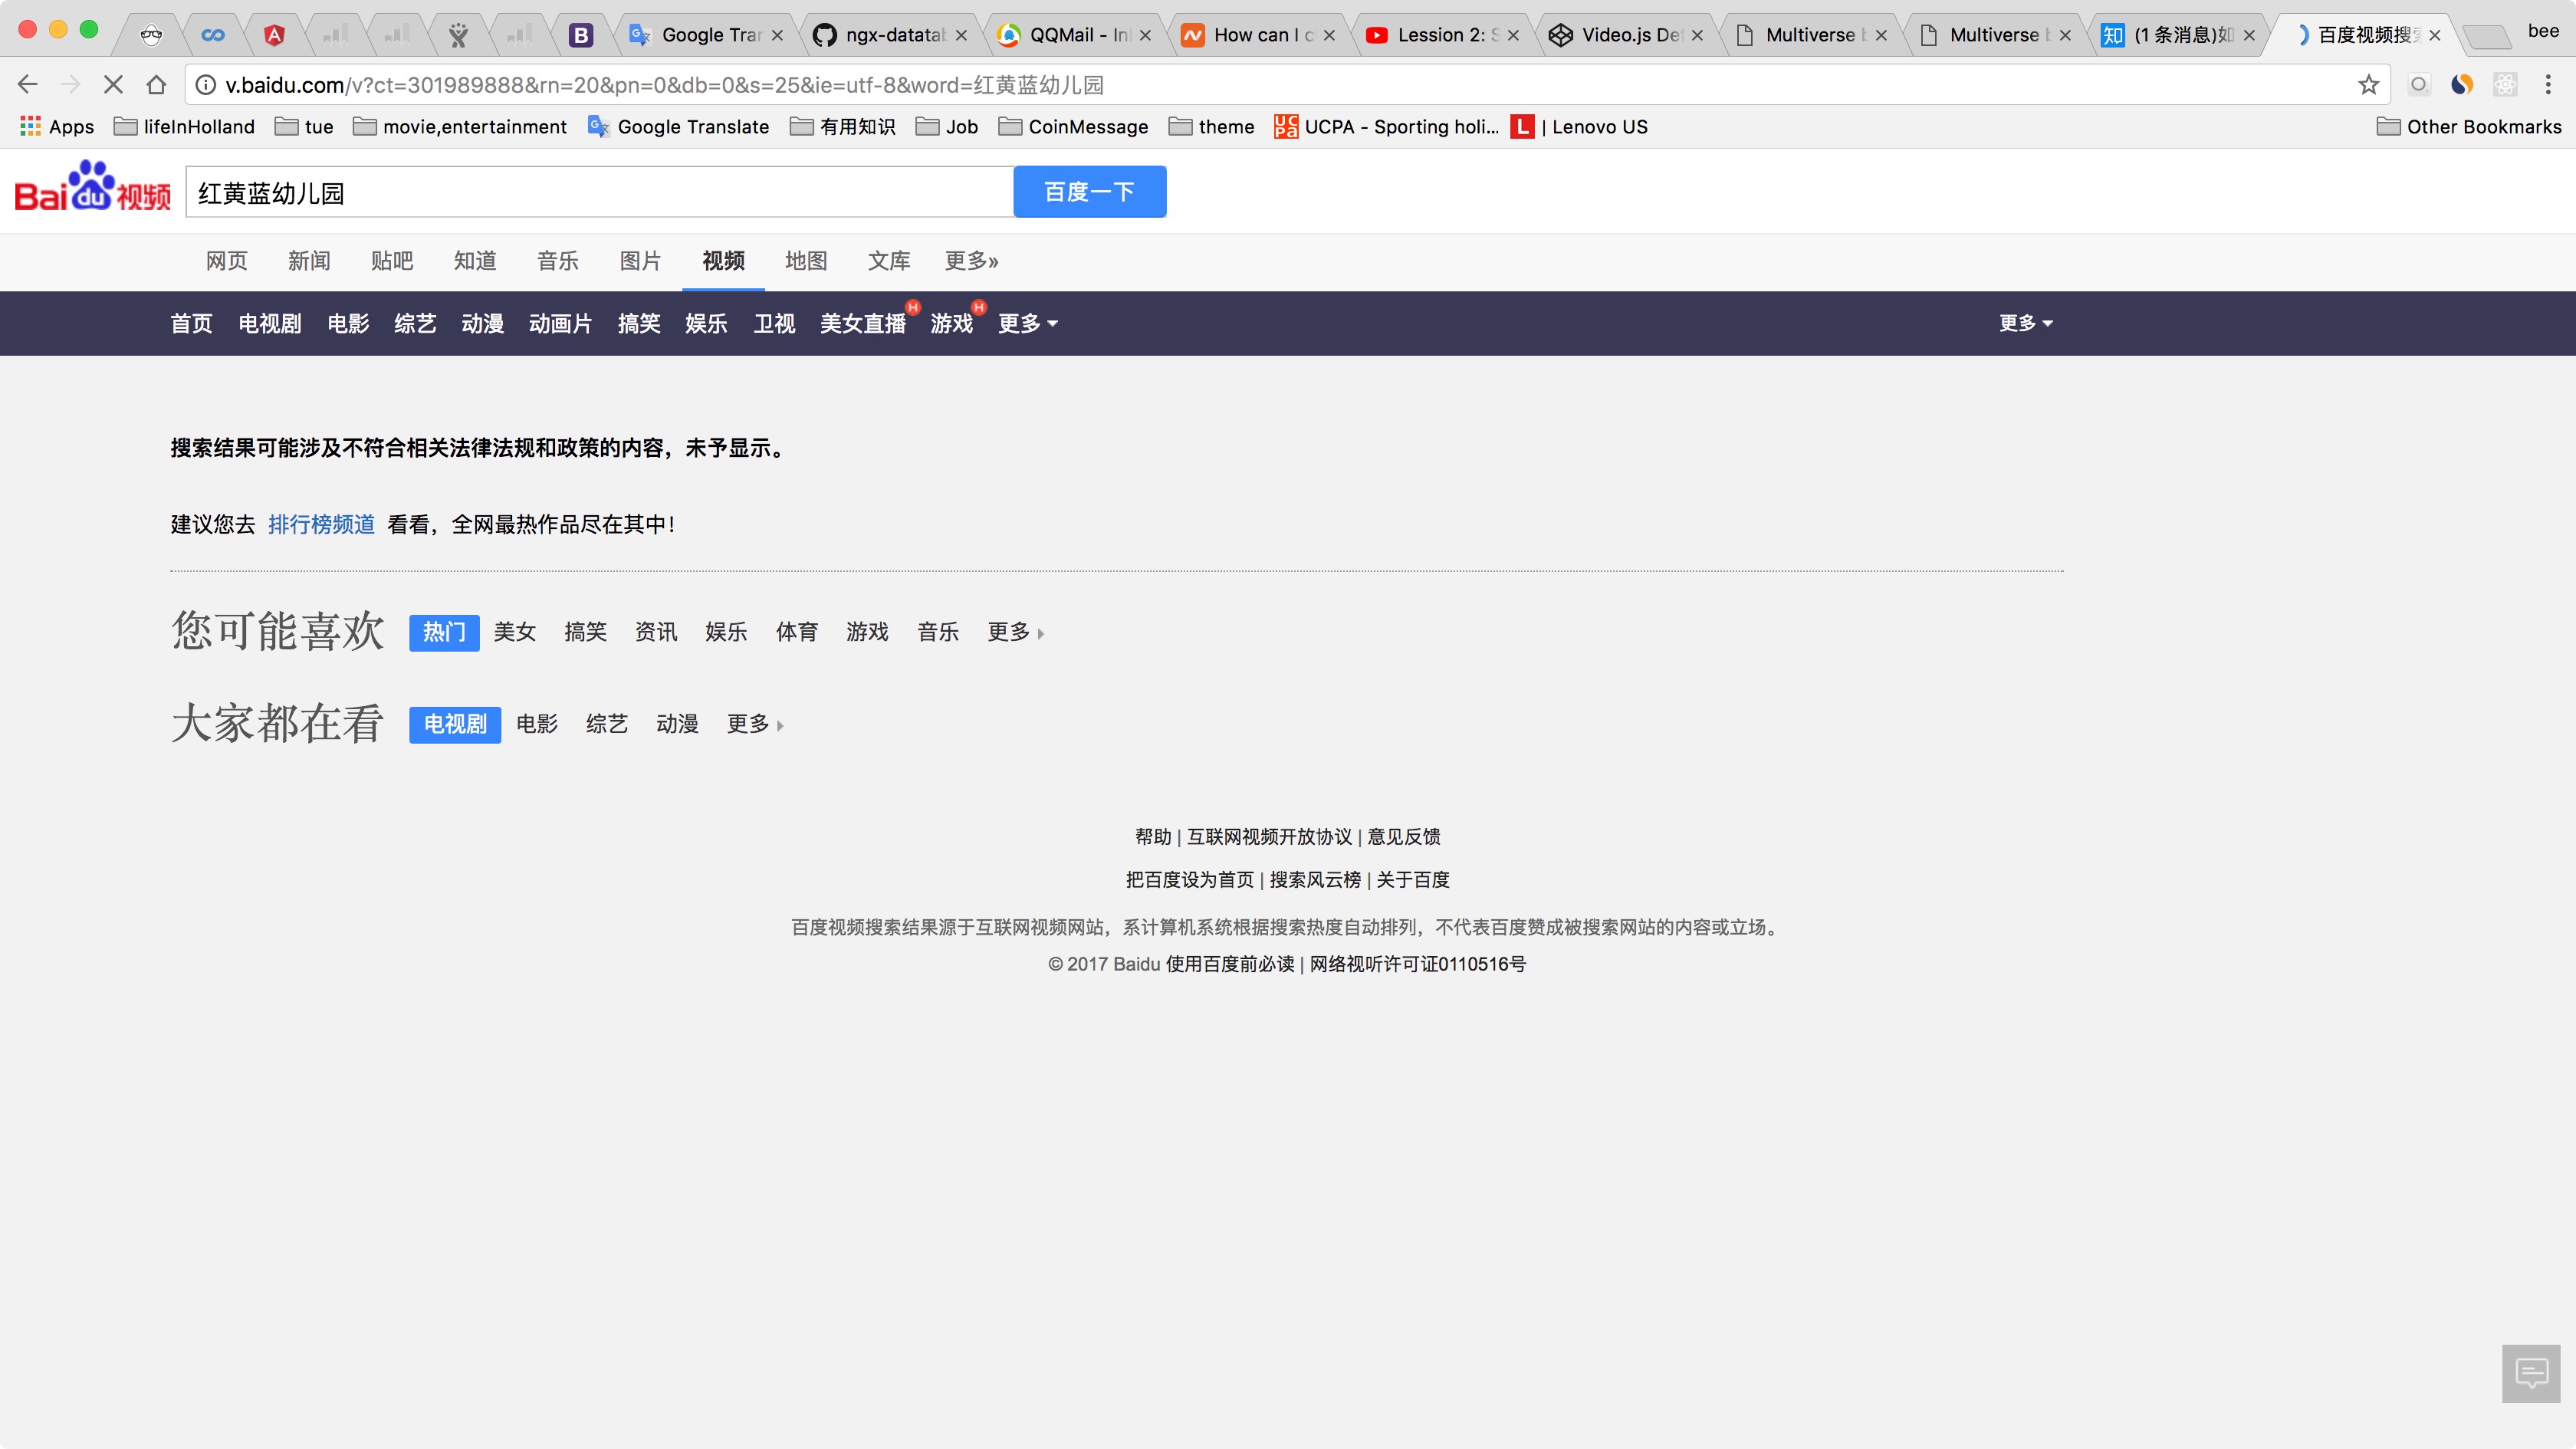 Google Tran
ngx-datatab
QQMail - In
How can I c
Lession 2: S
Video.js Def
Multiverse b
Multiverse b
(1 条消息)如
百度视频搜
bee
v.baidu.com/v?ct=301989888&rn=20&pn=0&db=0&s=25&ie=utf-8&word=红黄蓝幼儿园
Apps lifeInHolland tue movie,entertainment Google Translate 有用知识 Job CoinMessage theme UCPA - Sporting holi... | Lenovo US Other Bookmarks
Bai du 视频 红黄蓝幼儿园 百度一下
网页 新闻 贴吧 知道 音乐 图片 视频 地图 文库 更多»
首页 电视剧 电影 综艺 动漫 动画片 搞笑 娱乐 卫视 美女直播 H 游戏 H 更多 更多
搜索结果可能涉及不符合相关法律法规和政策的内容，未予显示。
建议您去 排行榜频道 看看，全网最热作品尽在其中！
您可能喜欢 热门 美女 搞笑 资讯 娱乐 体育 游戏 音乐 更多
大家都在看 电视剧 电影 综艺 动漫 更多
帮助 | 互联网视频开放协议 | 意见反馈
把百度设为首页 | 搜索风云榜 | 关于百度
百度视频搜索结果源于互联网视频网站，系计算机系统根据搜索热度自动排列，不代表百度赞成被搜索网站的内容或立场。
© 2017 Baidu 使用百度前必读 | 网络视听许可证0110516号